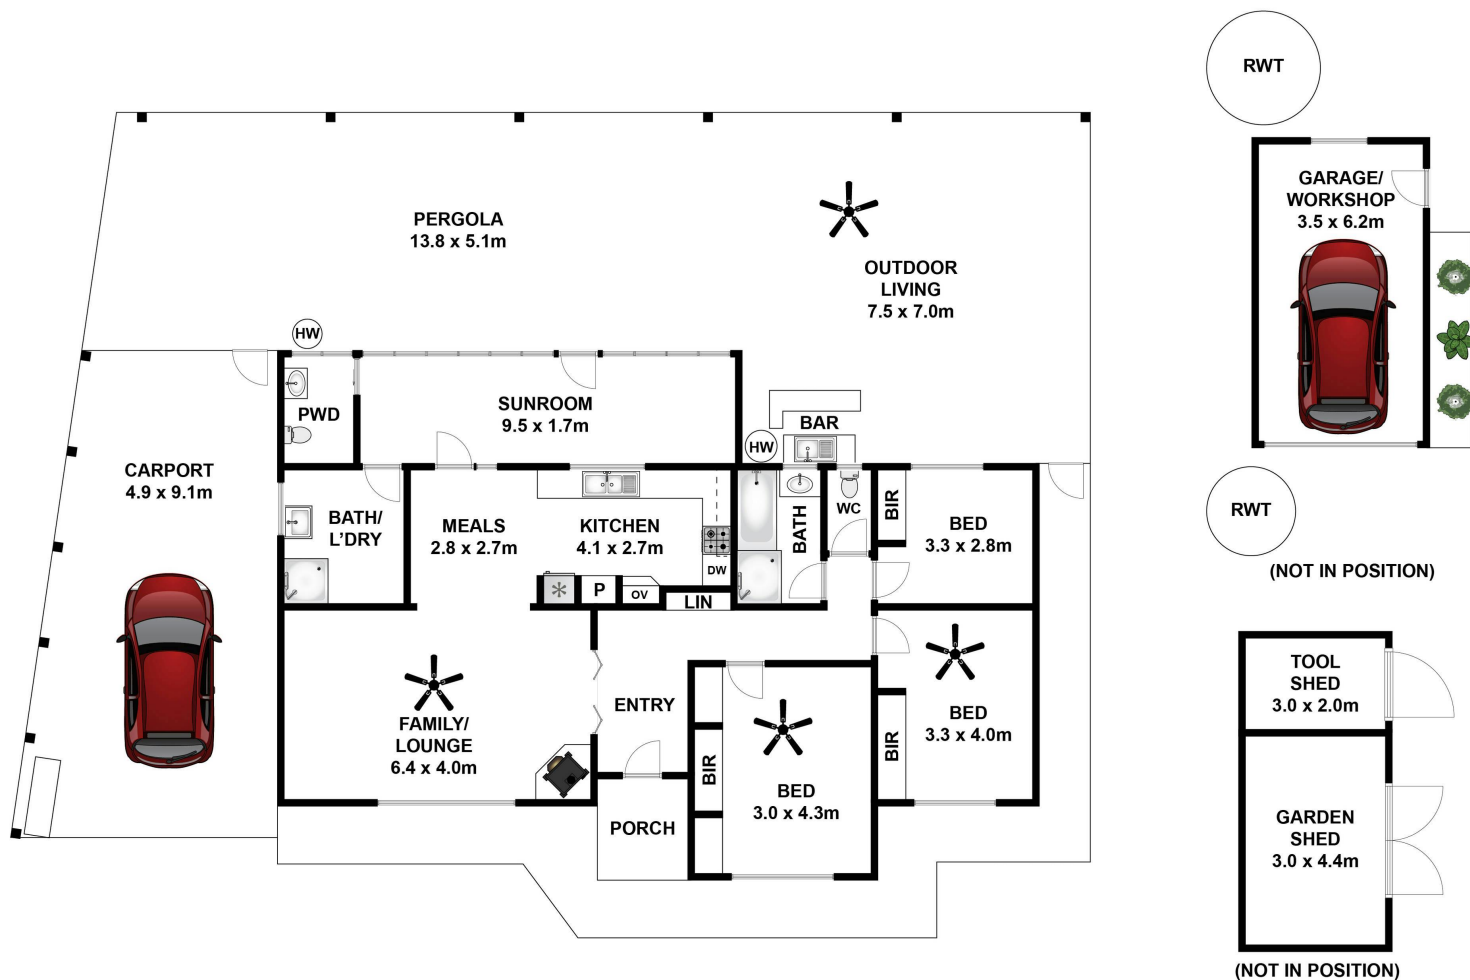 RWT
GARAGE/
WORKSHOP
3.5 x 6.2m
PERGOLA
13.8 x 5.1m
OUTDOOR
LIVING
7.5 x 7.0m
HW
PWD
SUNROOM
9.5 x 1.7m
BAR
HW
CARPORT
4.9 x 9.1m
BATH/
L'DRY
MEALS
2.8 x 2.7m
KITCHEN
4.1 x 2.7m
DW
P
OV
LIN
BATH
WC
BIR
BED
3.3 x 2.8m
RWT
(NOT IN POSITION)
FAMILY/
LOUNGE
6.4 x 4.0m
ENTRY
PORCH
BIR
BED
3.0 x 4.3m
BIR
BED
3.3 x 4.0m
TOOL
SHED
3.0 x 2.0m
GARDEN
SHED
3.0 x 4.4m
(NOT IN POSITION)